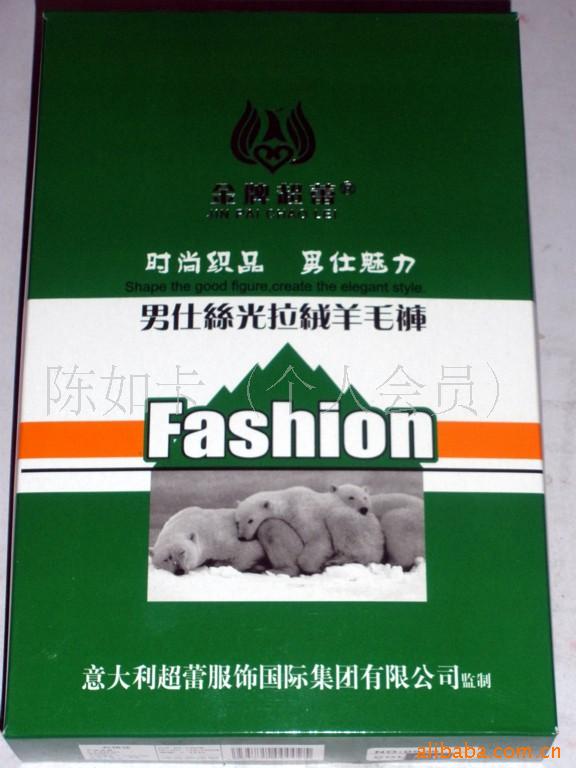 金牌超蕾®
JIN PAI CHAO LEI
时尚织品 男仕魅力
Shape the good figure,create the elegant style.
男仕絲光拉絨羊毛褲
陈如卡（个人会员）
Fashion
意大利超蕾服饰国际集团有限公司监制
alibaba.com.cn